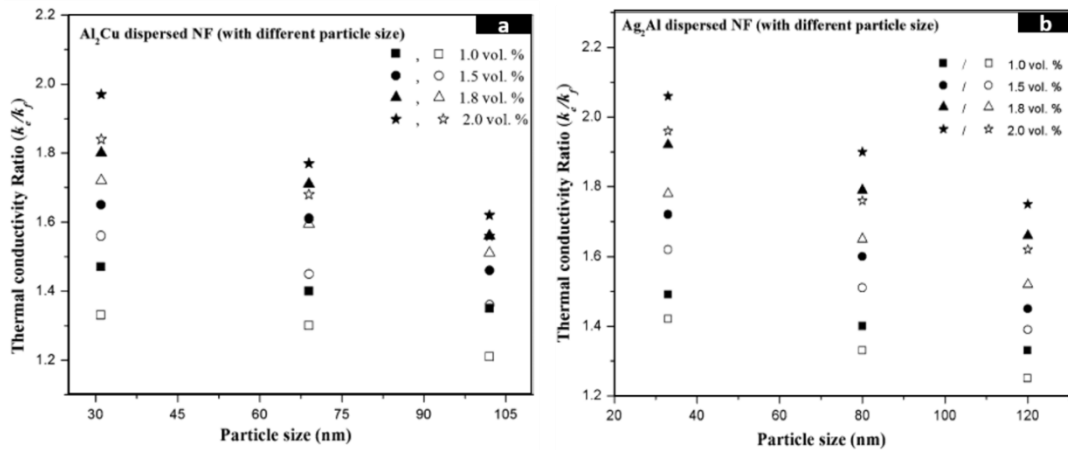 a
Al₂Cu dispersed NF (with different particle size)
■ , □ 1.0 vol. %
● , ○ 1.5 vol. %
▲ , △ 1.8 vol. %
★ , ☆ 2.0 vol. %
Thermal conductivity Ratio (kₑ/k_f)
2.2
2.0
1.8
1.6
1.4
1.2
30 45 60 75 90 105
Particle size (nm)
b
Ag₂Al dispersed NF (with different particle size)
■ / □ 1.0 vol. %
● / ○ 1.5 vol. %
▲ / △ 1.8 vol. %
★ / ☆ 2.0 vol. %
Thermal conductivity Ratio (kₑ/k_f)
2.2
2.0
1.8
1.6
1.4
1.2
20 40 60 80 100 120
Particle size (nm)